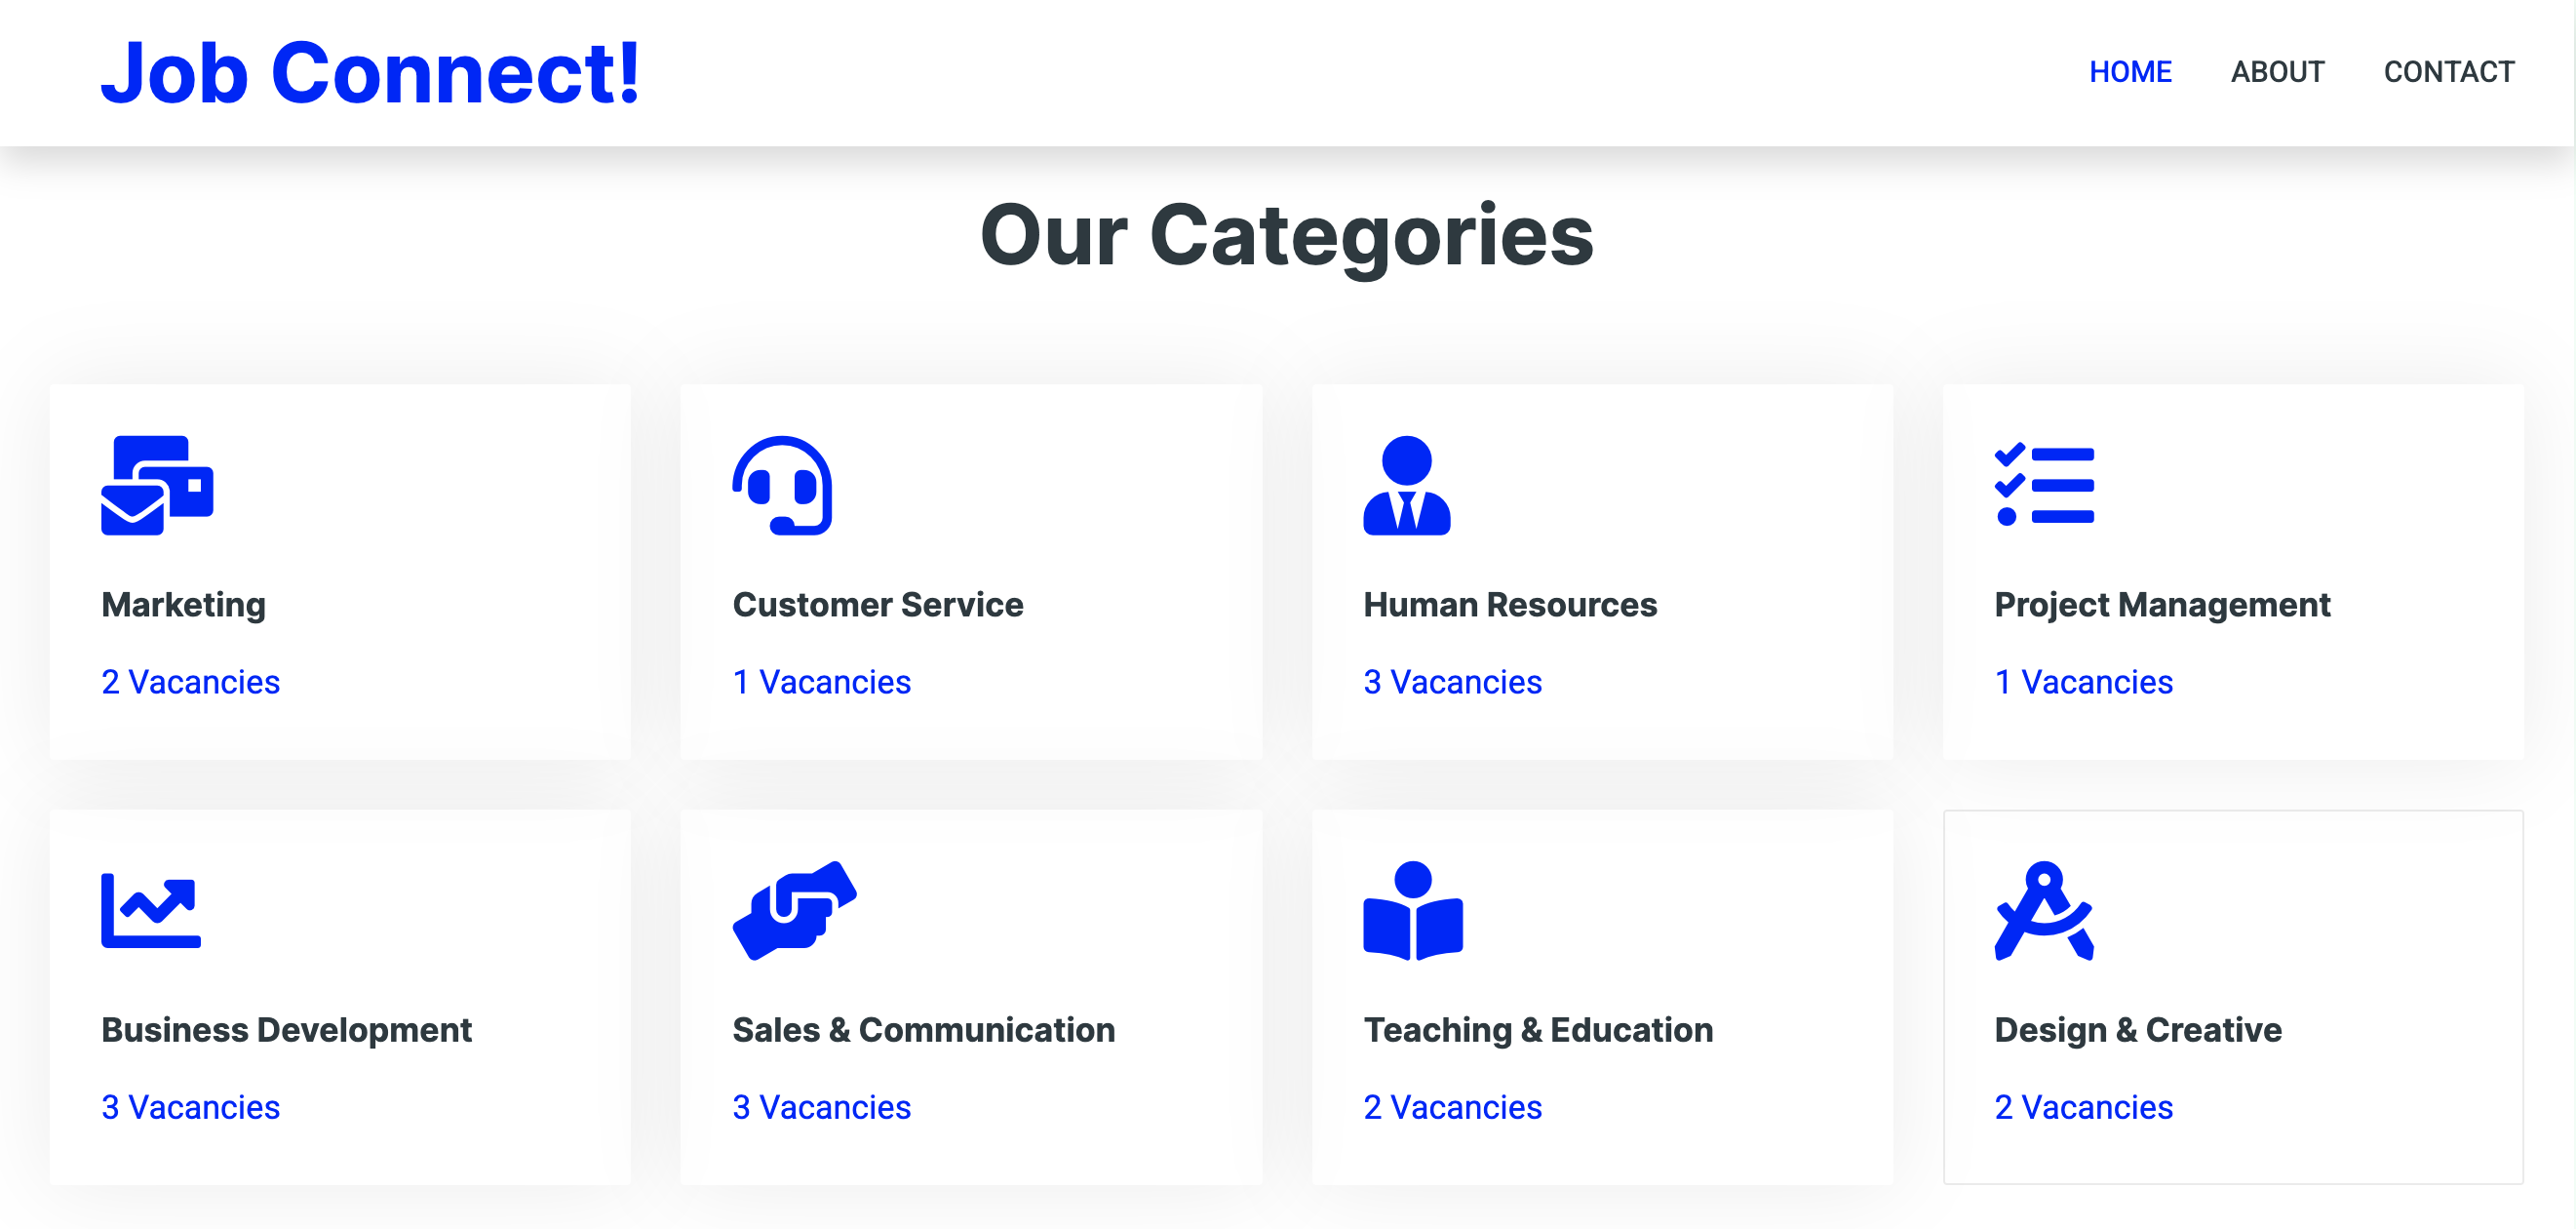 Job Connect!
HOME ABOUT CONTACT
Our Categories
Marketing
2 Vacancies
Customer Service
1 Vacancies
Human Resources
3 Vacancies
Project Management
1 Vacancies
Business Development
3 Vacancies
Sales & Communication
3 Vacancies
Teaching & Education
2 Vacancies
Design & Creative
2 Vacancies